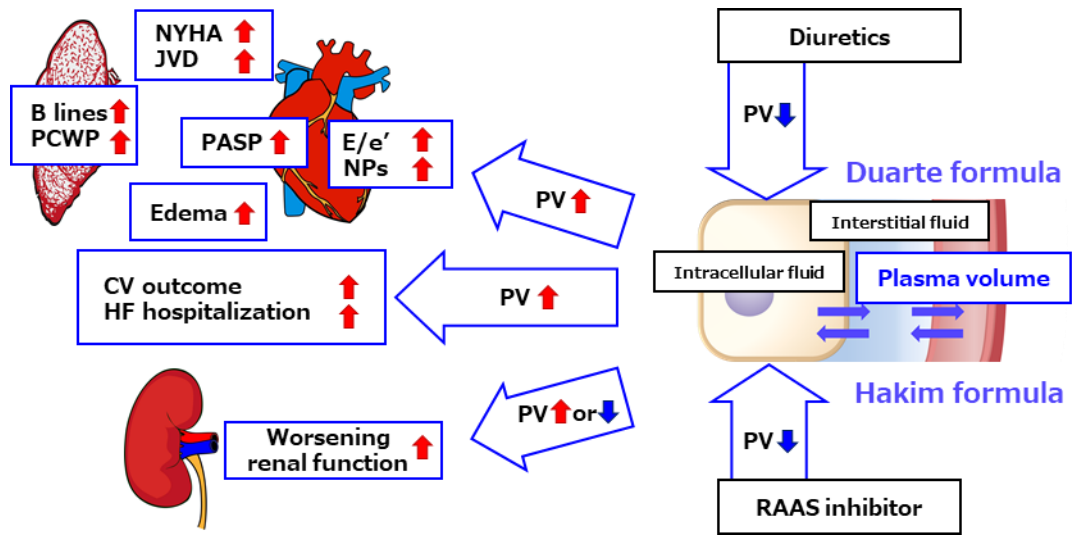 NYHA
JVD
B lines
PCWP
PASP
E/e’
NPs
Edema
CV outcome
HF hospitalization
Worsening
renal function
PV
PV
PV or
Diuretics
PV
Duarte formula
Interstitial fluid
Intracellular fluid
Plasma volume
Hakim formula
PV
RAAS inhibitor